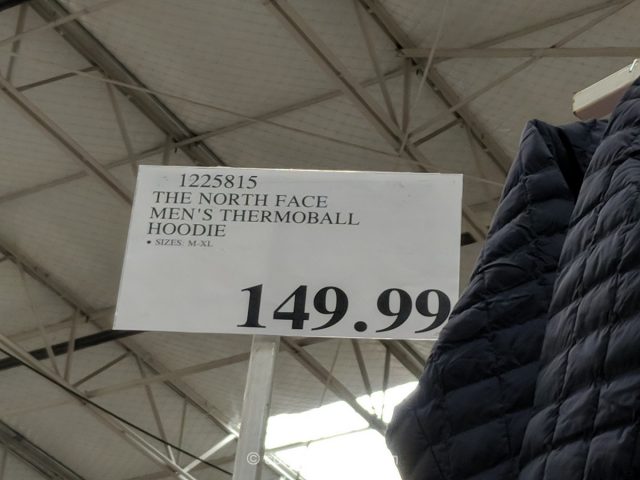 1225815
THE NORTH FACE
MEN'S THERMOBALL
HOODIE
• SIZES: M-XL
149.99
©